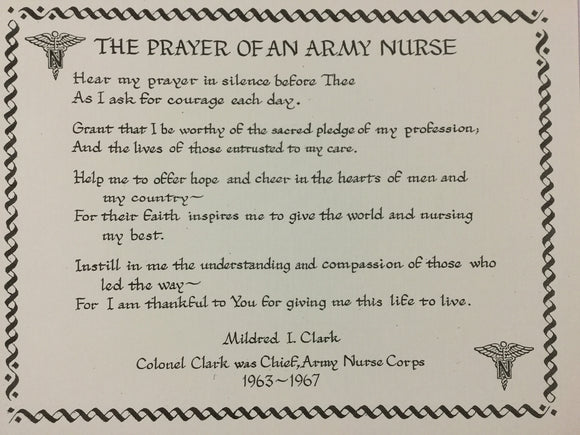 THE PRAYER OF AN ARMY NURSE
Hear my prayer in silence before Thee
As I ask for courage each day.
Grant that I be worthy of the sacred pledge of my profession;
And the lives of those entrusted to my care.
Help me to offer hope and cheer in the hearts of men and
my country~
For their faith inspires me to give the world and nursing
my best.
Instill in me the understanding and compassion of those who
led the way~
For I am thankful to You for giving me this life to live.
Mildred I. Clark
Colonel Clark was Chief, Army Nurse Corps
1963~1967
N
N